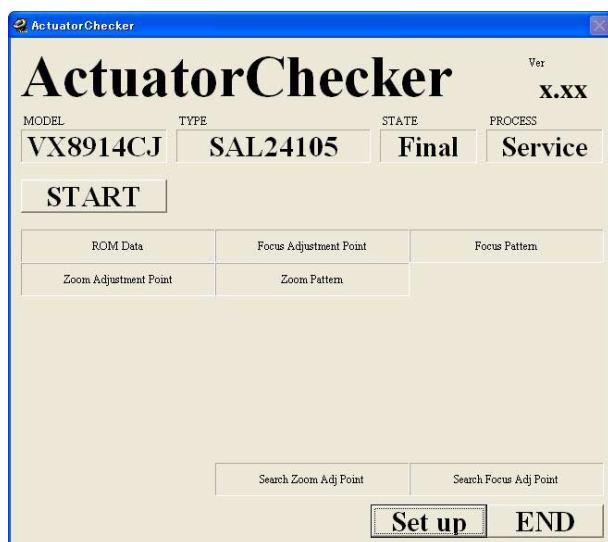 ActuatorChecker
ActuatorChecker
Ver
x.xx
MODEL TYPE STATE PROCESS
VX8914CJ SAL24105 Final Service
START
ROM Data Focus Adjustment Point Focus Pattern
Zoom Adjustment Point Zoom Pattern
Search Zoom Adj Point Search Focus Adj Point
Set up END